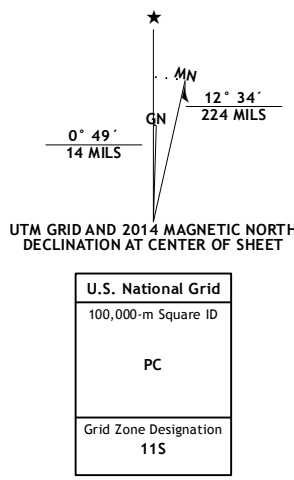 MN
GN
12° 34´
224 MILS
0° 49´
14 MILS
UTM GRID AND 2014 MAGNETIC NORTH
DECLINATION AT CENTER OF SHEET
U.S. National Grid
100,000-m Square ID
PC
Grid Zone Designation
11S